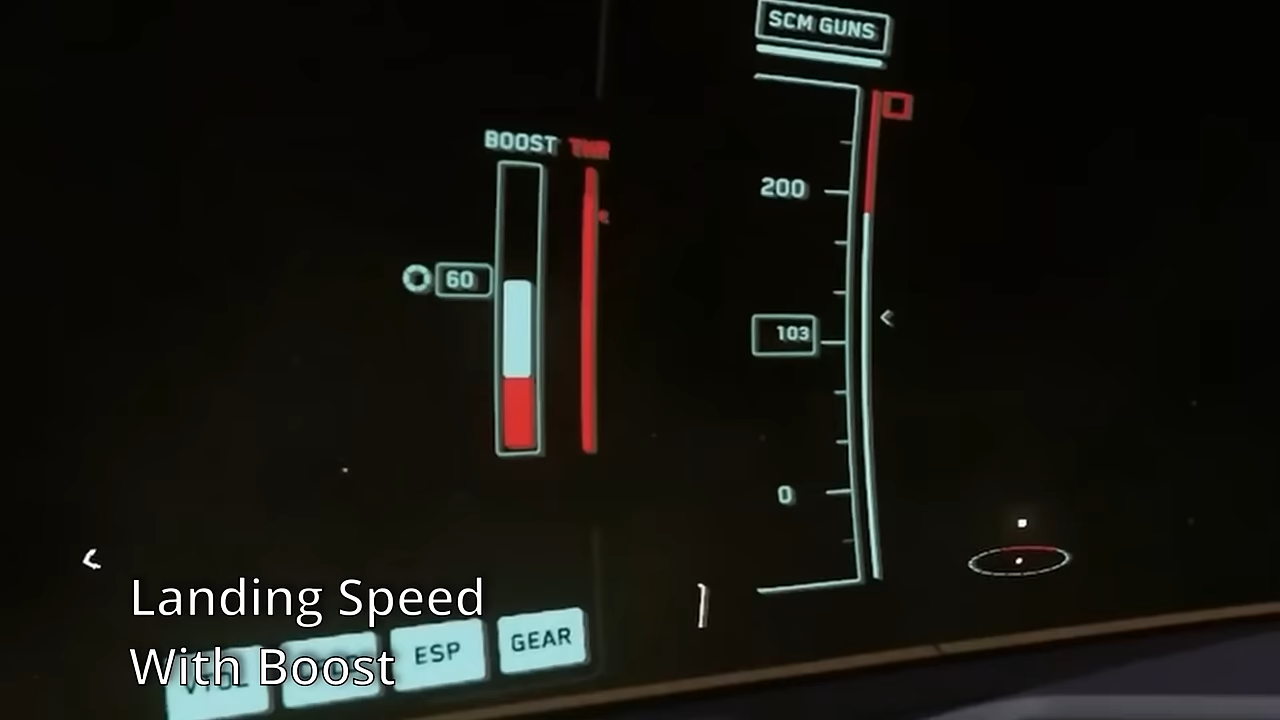 SCM GUNS
BOOST
200
60
103
0
Landing Speed
With Boost
ESP
GEAR